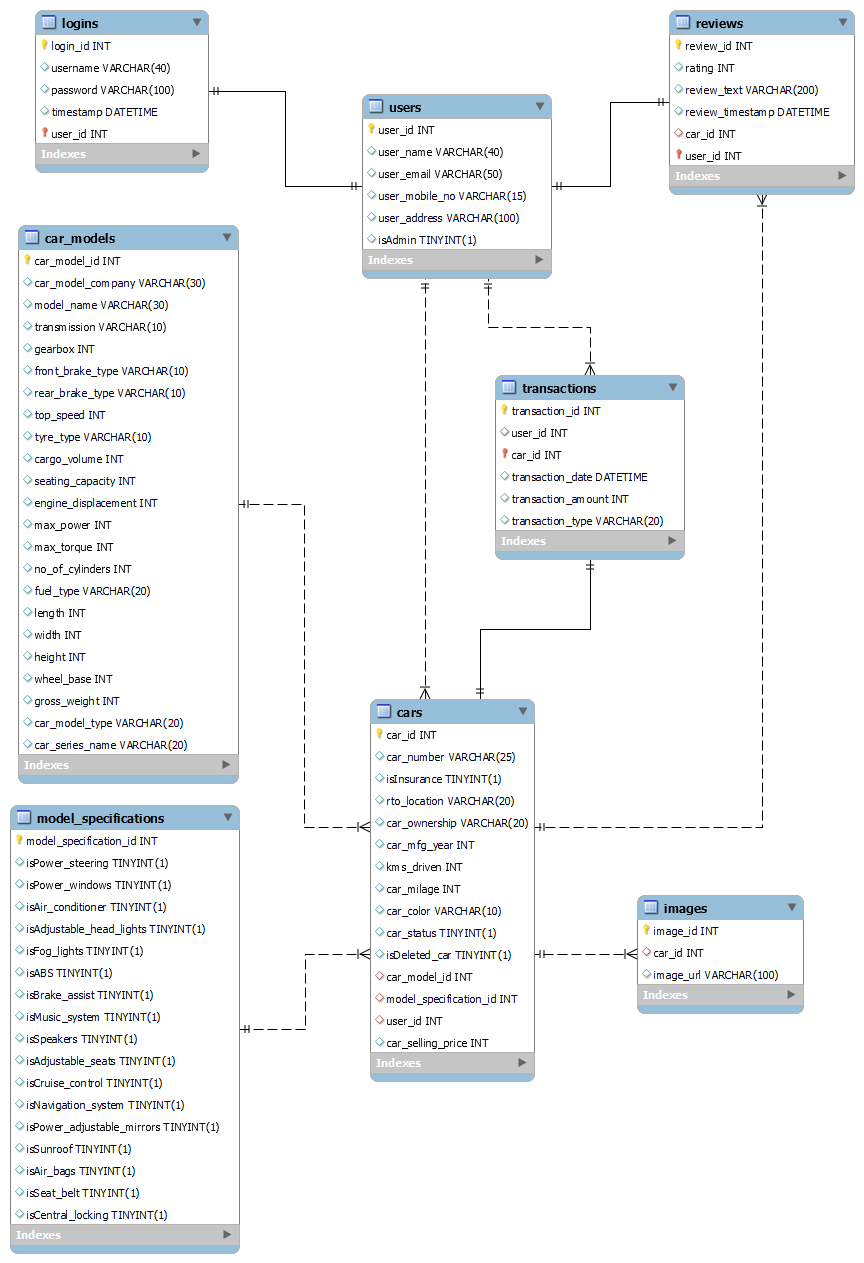 logins
login_id INT
username VARCHAR(40)
password VARCHAR(100)
timestamp DATETIME
user_id INT
Indexes
users
user_id INT
user_name VARCHAR(40)
user_email VARCHAR(50)
user_mobile_no VARCHAR(15)
user_address VARCHAR(100)
isAdmin TINYINT(1)
Indexes
reviews
review_id INT
rating INT
review_text VARCHAR(200)
review_timestamp DATETIME
car_id INT
user_id INT
Indexes
car_models
car_model_id INT
car_model_company VARCHAR(30)
model_name VARCHAR(30)
transmission VARCHAR(10)
gearbox INT
front_brake_type VARCHAR(10)
rear_brake_type VARCHAR(10)
top_speed INT
tyre_type VARCHAR(10)
cargo_volume INT
seating_capacity INT
engine_displacement INT
max_power INT
max_torque INT
no_of_cylinders INT
fuel_type VARCHAR(20)
length INT
width INT
height INT
wheel_base INT
gross_weight INT
car_model_type VARCHAR(20)
car_series_name VARCHAR(20)
Indexes
transactions
transaction_id INT
user_id INT
car_id INT
transaction_date DATETIME
transaction_amount INT
transaction_type VARCHAR(20)
Indexes
cars
car_id INT
car_number VARCHAR(25)
isInsurance TINYINT(1)
rto_location VARCHAR(20)
car_ownership VARCHAR(20)
car_mfg_year INT
kms_driven INT
car_milage INT
car_color VARCHAR(10)
car_status TINYINT(1)
isDeleted_car TINYINT(1)
car_model_id INT
model_specification_id INT
user_id INT
car_selling_price INT
Indexes
model_specifications
model_specification_id INT
isPower_steering TINYINT(1)
isPower_windows TINYINT(1)
isAir_conditioner TINYINT(1)
isAdjustable_head_lights TINYINT(1)
isFog_lights TINYINT(1)
isABS TINYINT(1)
isBrake_assist TINYINT(1)
isMusic_system TINYINT(1)
isSpeakers TINYINT(1)
isAdjustable_seats TINYINT(1)
isCruise_control TINYINT(1)
isNavigation_system TINYINT(1)
isPower_adjustable_mirrors TINYINT(1)
isSunroof TINYINT(1)
isAir_bags TINYINT(1)
isSeat_belt TINYINT(1)
isCentral_locking TINYINT(1)
Indexes
images
image_id INT
car_id INT
image_url VARCHAR(100)
Indexes